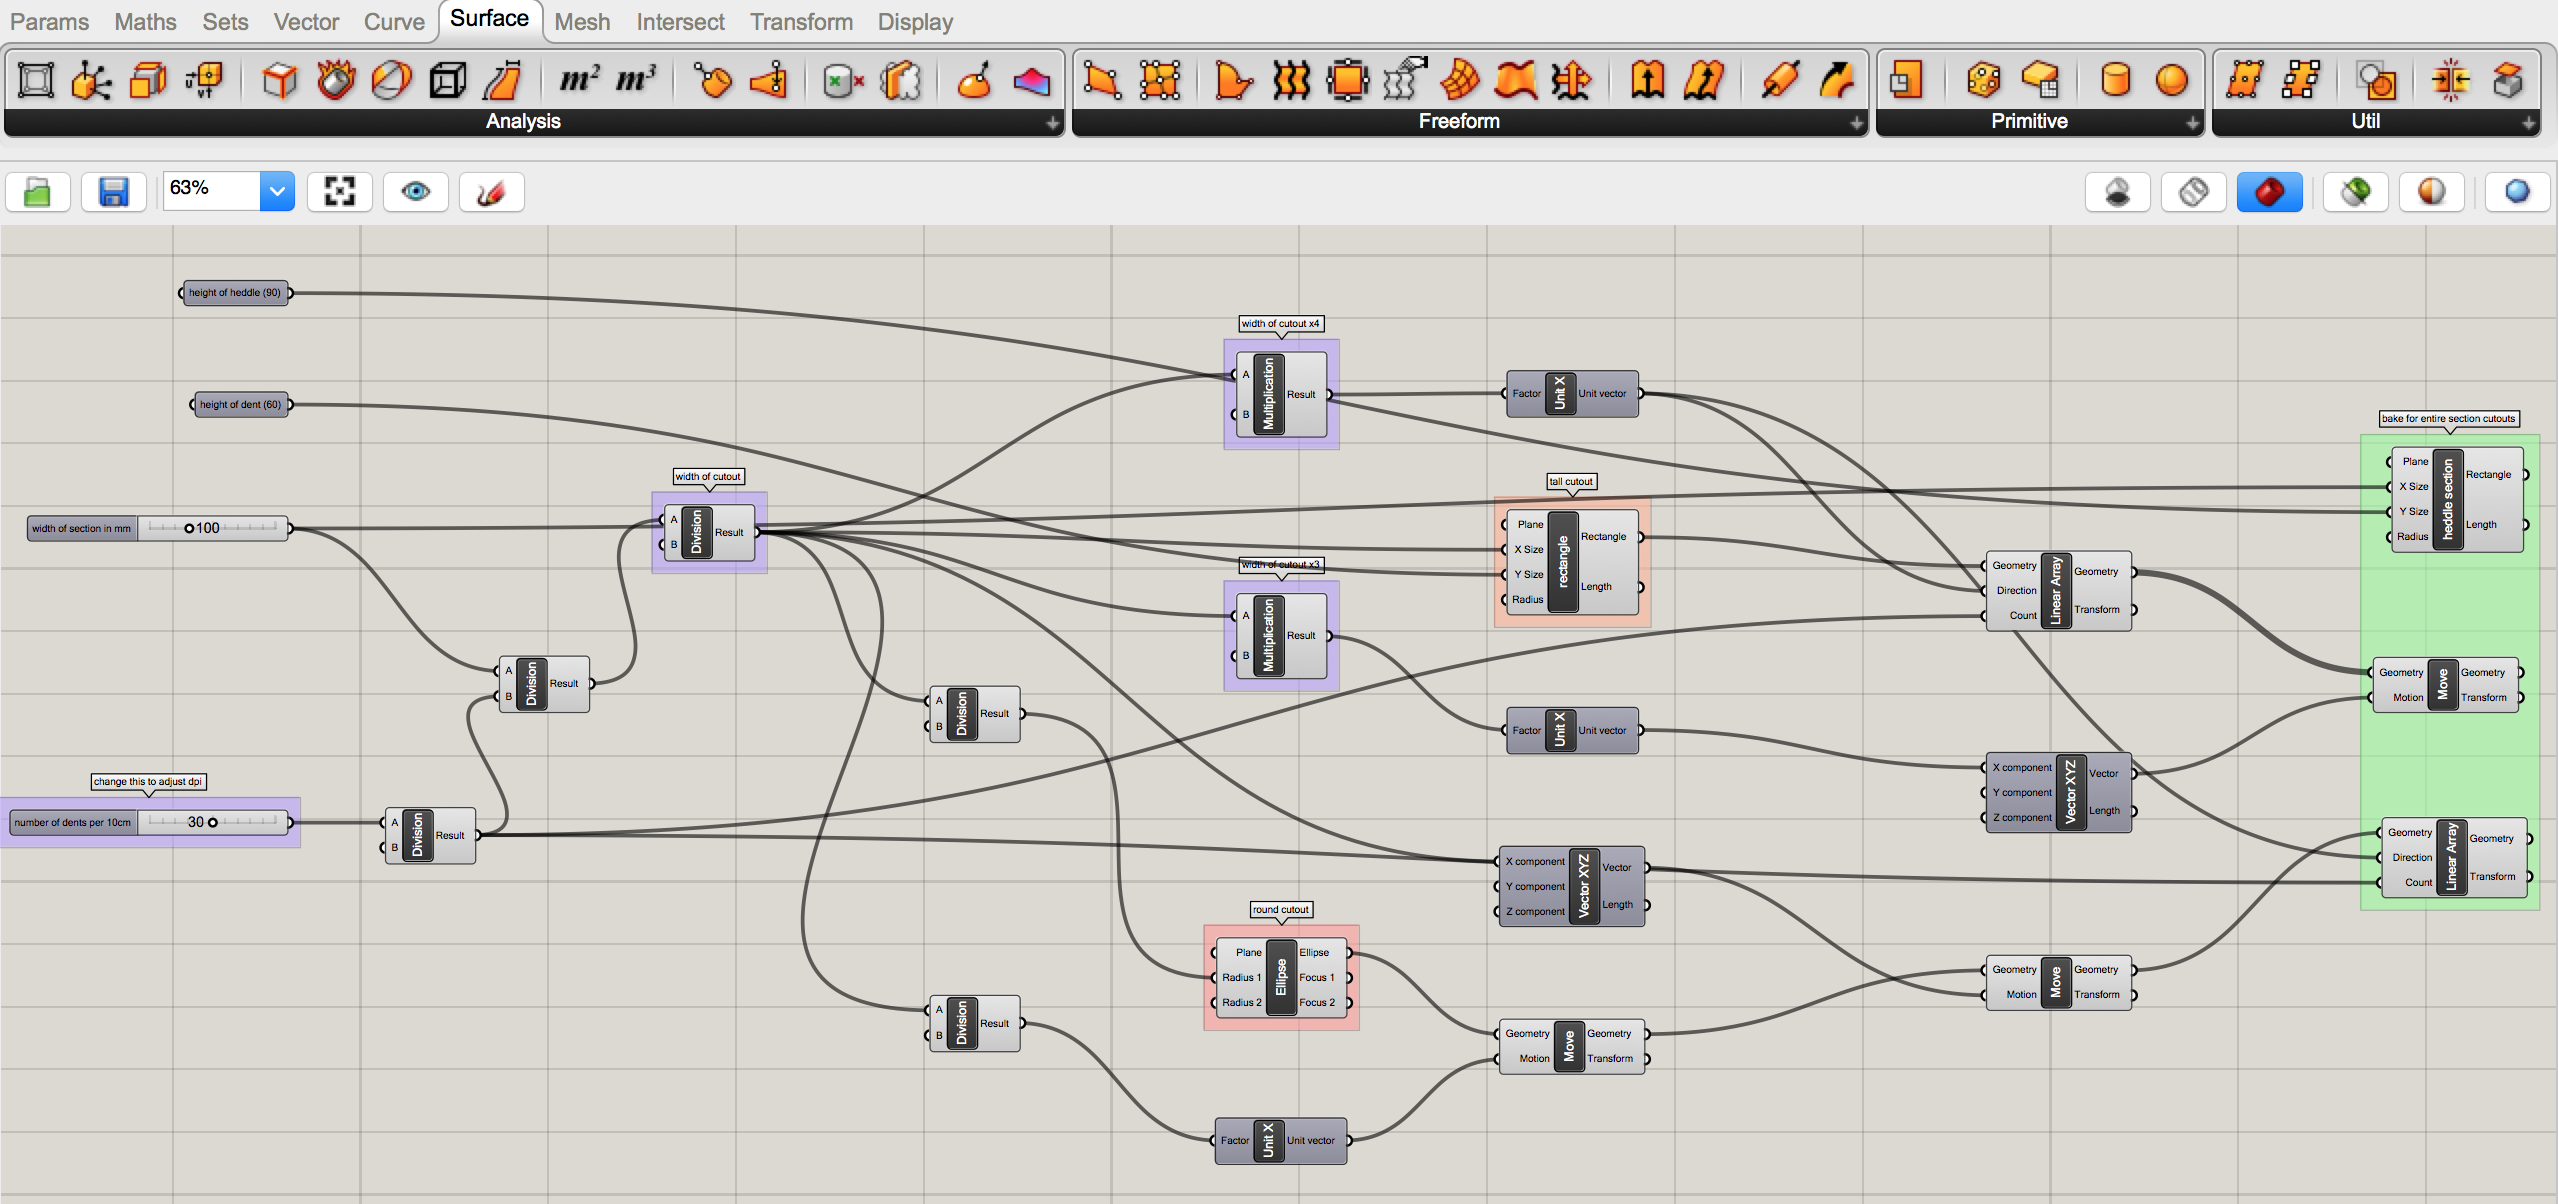 Params Maths Sets Vector Curve Surface Mesh Intersect Transform Display
m² m³
Analysis Freeform Primitive Util
63%
height of heddle (90)
height of dent (60)
width of section in mm 100
change this to adjust dpi
number of dents per 10cm 30
A B Division Result
A B Division Result
width of cutout
A B Division Result
A B Division Result
A B Division Result
width of cutout x4
A B Multiplication Result
width of cutout x3
A B Multiplication Result
round cutout
Plane Ellipse Ellipse
Radius 1 Focus 1
Radius 2 Focus 2
Factor Unit X Unit vector
Factor Unit X Unit vector
tall cutout
Plane
X Size Rectangle
Y Size rectangle
Radius Length
Factor Unit X Unit vector
X component Vector
Y component Vector XYZ
Z component Length
Geometry Move Geometry
Motion Transform
Geometry Geometry
Direction Linear Array
Count Transform
X component Vector
Y component Vector XYZ
Z component Length
Geometry Move Geometry
Motion Transform
bake for entire section cutouts
Plane Rectangle
X Size heddle section
Y Size Length
Radius
Geometry Move Geometry
Motion Transform
Geometry Geometry
Direction Linear Array
Count Transform